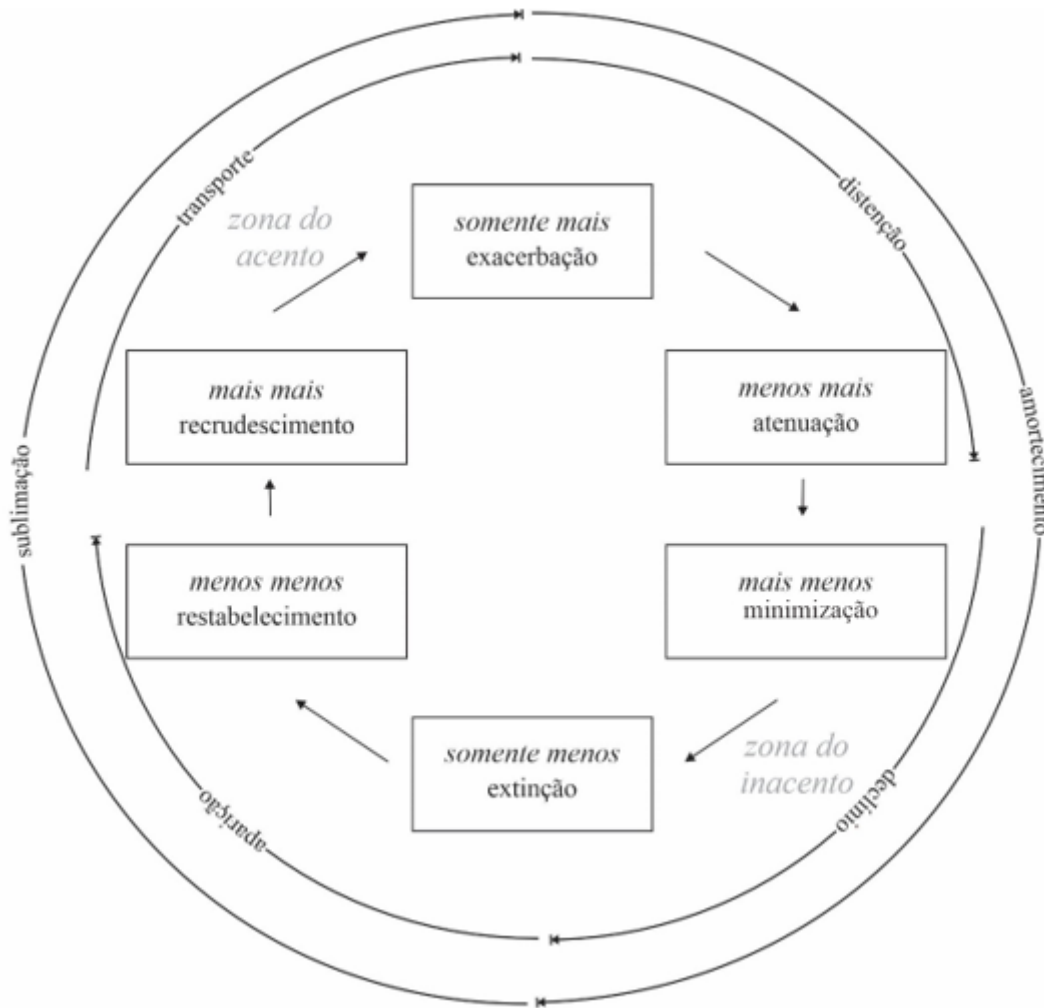 transporte
distenção
zona do
acento
somente mais
exacerbação
mais mais
recrudescimento
menos mais
atenuação
sublimação
amortecimento
menos menos
restabelecimento
mais menos
minimização
somente menos
extinção
zona do
inacento
aparição
declínio